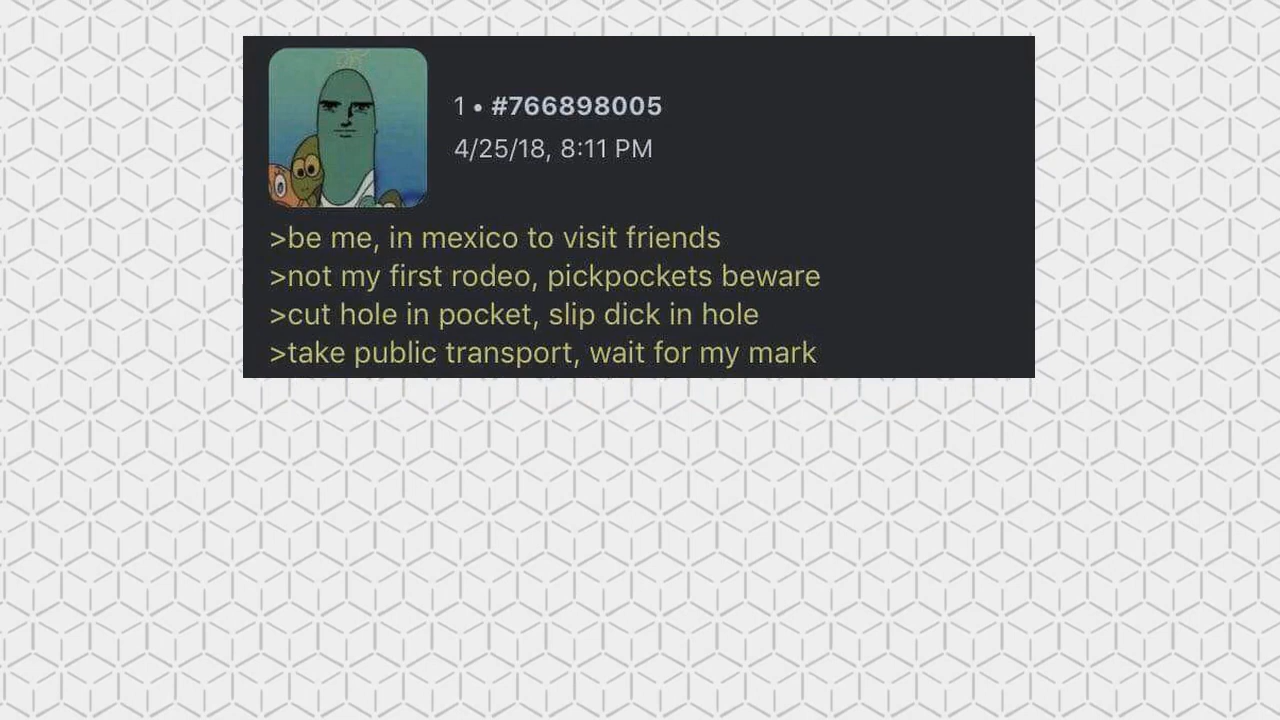 1 • #766898005
4/25/18, 8:11 PM
>be me, in mexico to visit friends
>not my first rodeo, pickpockets beware
>cut hole in pocket, slip dick in hole
>take public transport, wait for my mark